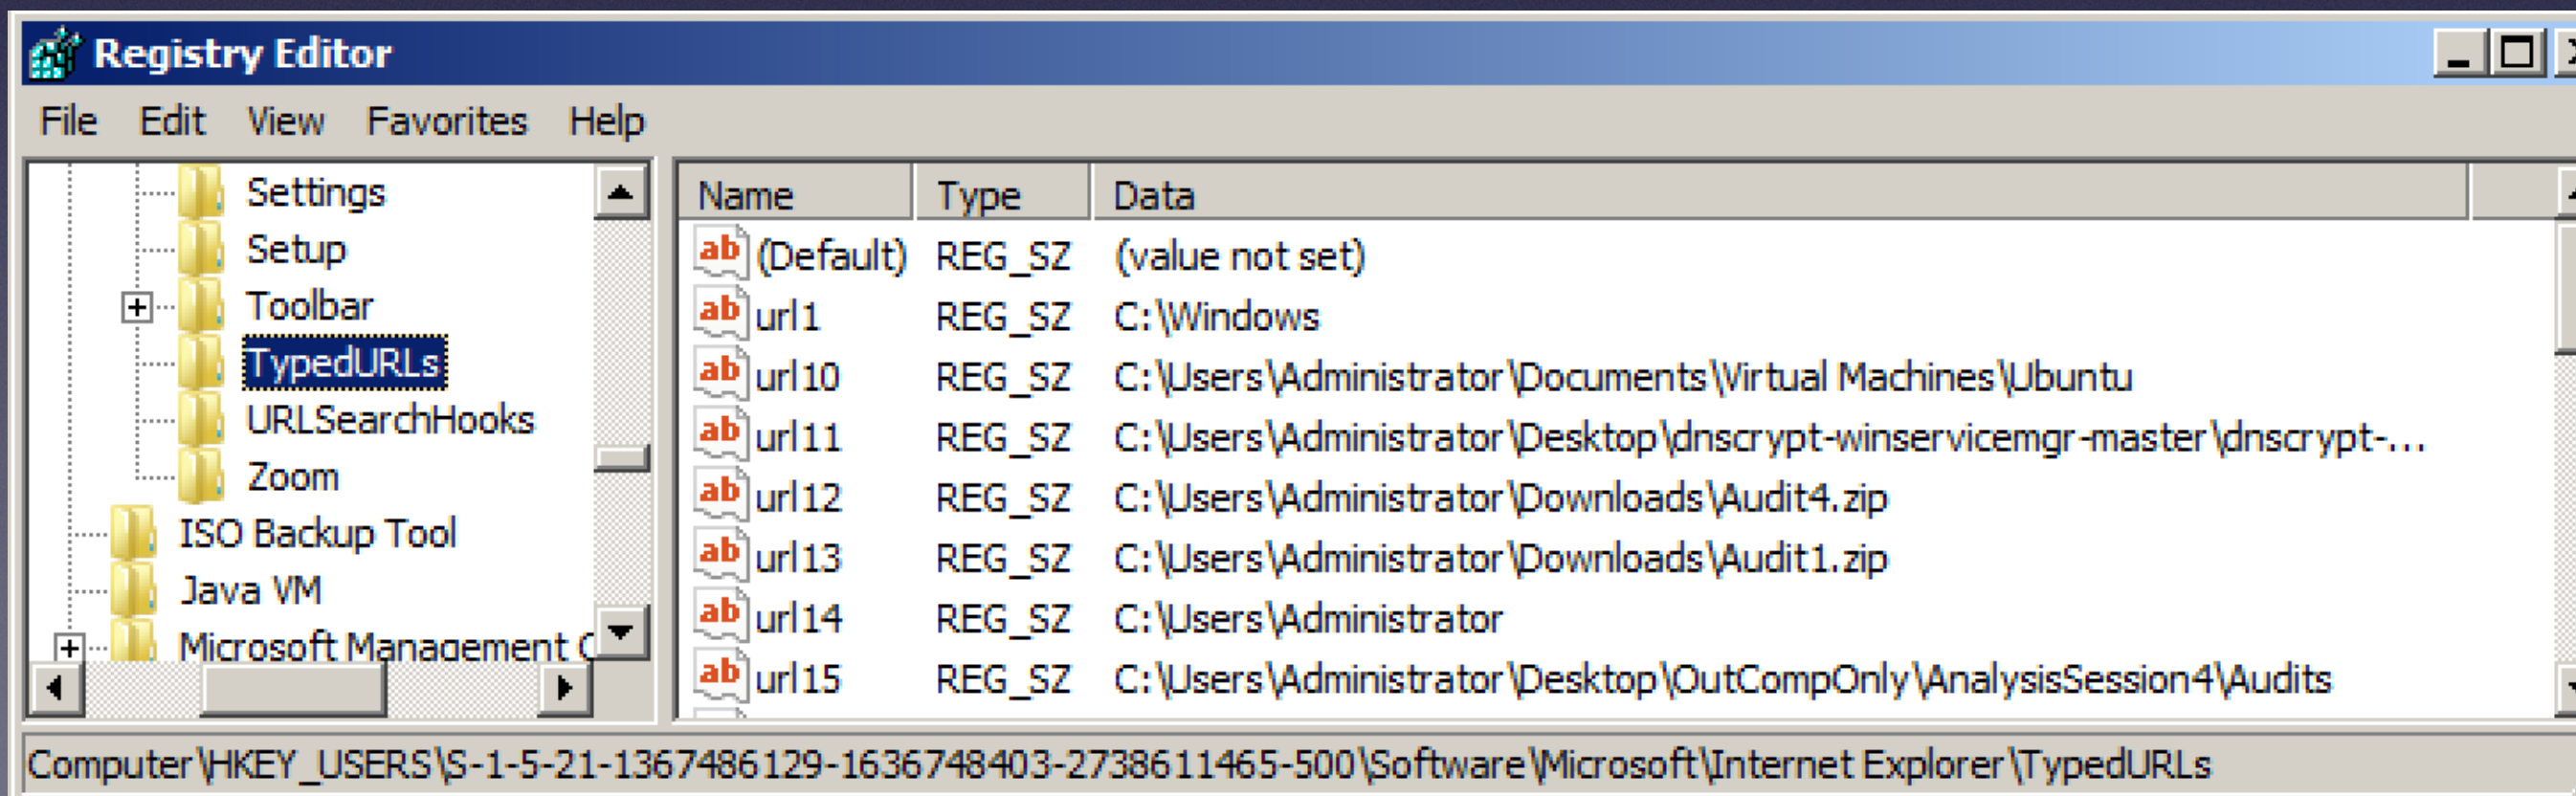 Registry Editor
File Edit View Favorites Help
Settings
Setup
Toolbar
TypedURLs
URLSearchHooks
Zoom
ISO Backup Tool
Java VM
Microsoft Management C
Name Type Data
(Default) REG_SZ (value not set)
url1 REG_SZ C:\Windows
url10 REG_SZ C:\Users\Administrator\Documents\Virtual Machines\Ubuntu
url11 REG_SZ C:\Users\Administrator\Desktop\dnscrypt-winservicemgr-master\dnscrypt-...
url12 REG_SZ C:\Users\Administrator\Downloads\Audit4.zip
url13 REG_SZ C:\Users\Administrator\Downloads\Audit1.zip
url14 REG_SZ C:\Users\Administrator
url15 REG_SZ C:\Users\Administrator\Desktop\OutCompOnly\AnalysisSession4\Audits
Computer\HKEY_USERS\S-1-5-21-1367486129-1636748403-2738611465-500\Software\Microsoft\Internet Explorer\TypedURLs